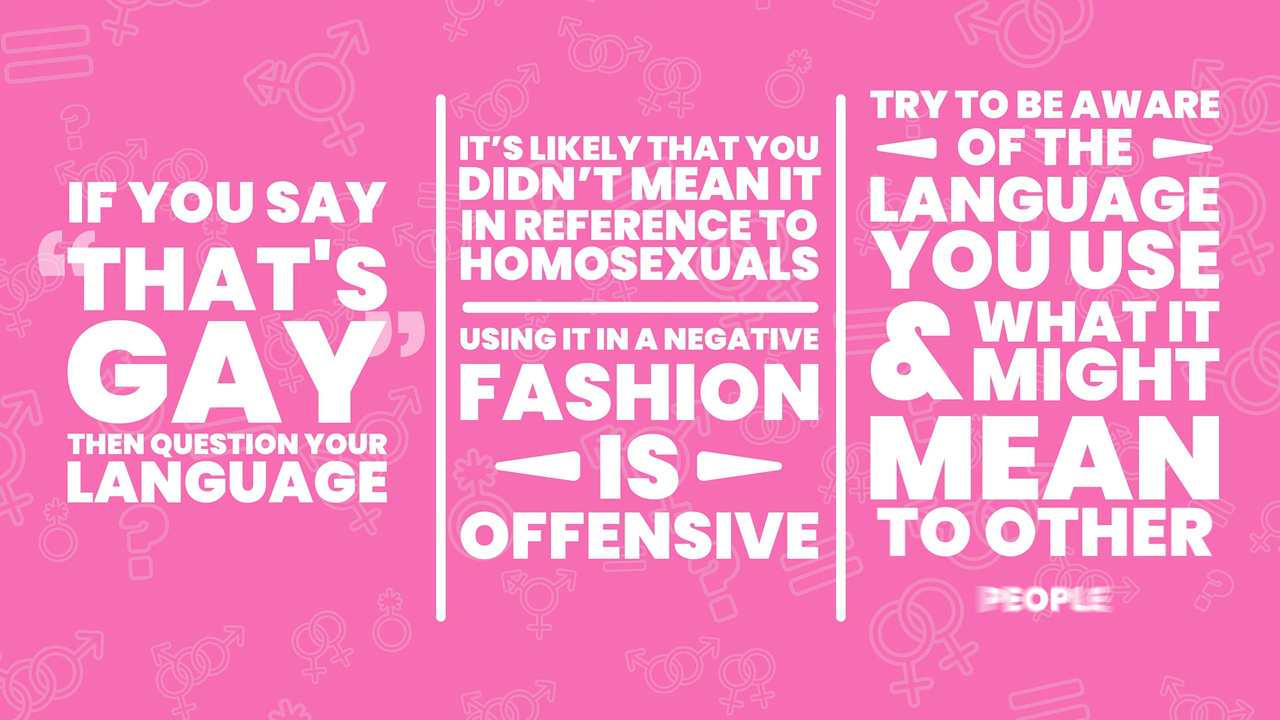 IF YOU SAY
“THAT'S
GAY”
THEN QUESTION YOUR
LANGUAGE
IT’S LIKELY THAT YOU
DIDN’T MEAN IT
IN REFERENCE TO
HOMOSEXUALS
USING IT IN A NEGATIVE
FASHION
IS
OFFENSIVE
TRY TO BE AWARE
OF THE
LANGUAGE
YOU USE
& WHAT IT
MIGHT
MEAN
TO OTHER
PEOPLE